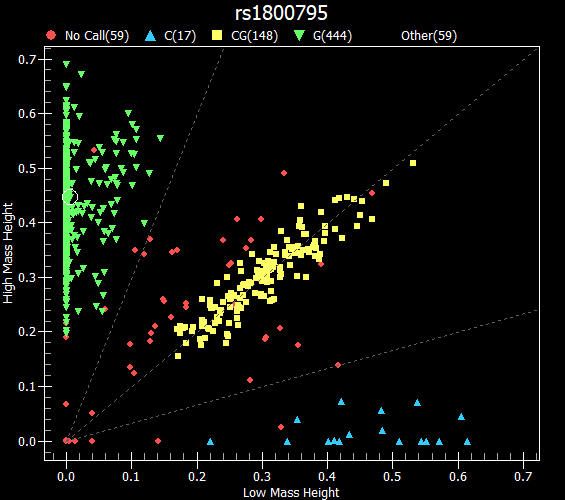 rs1800795
No Call(59) C(17) CG(148) G(444) Other(59)
High Mass Height
0.7
0.6
0.5
0.4
0.3
0.2
0.1
0.0
0.0 0.1 0.2 0.3 0.4 0.5 0.6 0.7
Low Mass Height